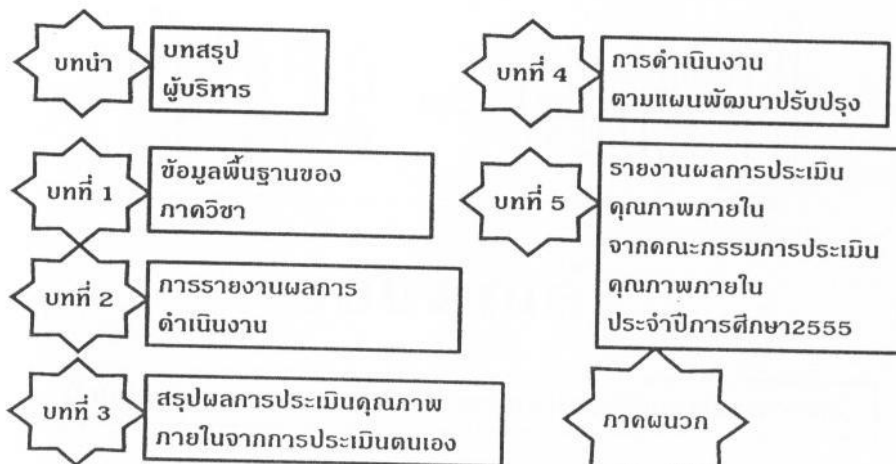 บทนำ
บทสรุป
ผู้บริหาร
บทที่ 1
ข้อมูลพื้นฐานของ
ภาควิชา
บทที่ 2
การรายงานผลการ
ดำเนินงาน
บทที่ 3
สรุปผลการประเมินคุณภาพ
ภายในจากการประเมินตนเอง
บทที่ 4
การดำเนินงาน
ตามแผนพัฒนาปรับปรุง
บทที่ 5
รายงานผลการประเมิน
คุณภาพภายใน
จากคณะกรรมการประเมิน
คุณภาพภายใน
ประจำปีการศึกษา2555
ภาคผนวก